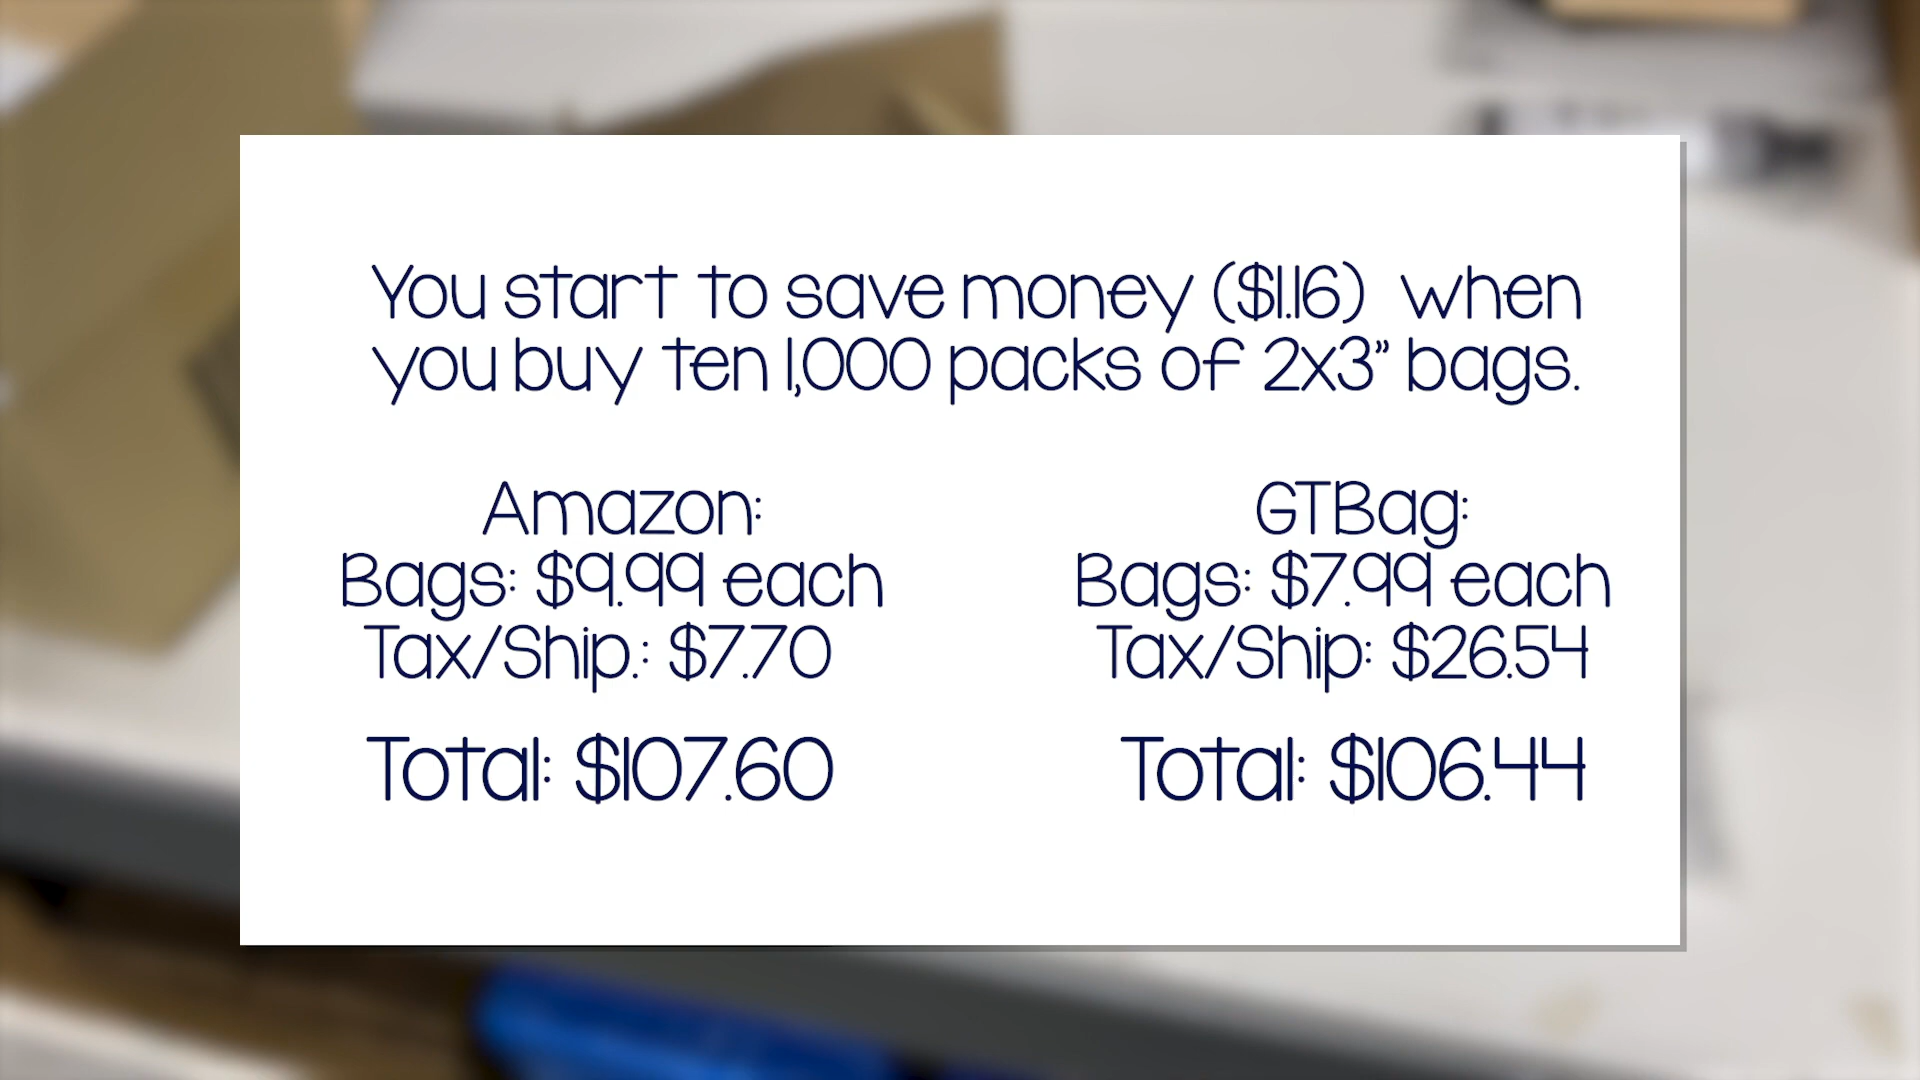 You start to save money ($1.16) when
you buy ten 1,000 packs of 2x3” bags.
Amazon:
Bags: $9.99 each
Tax/Ship.: $7.70
Total: $107.60
GTBag:
Bags: $7.99 each
Tax/Ship: $26.54
Total: $106.44